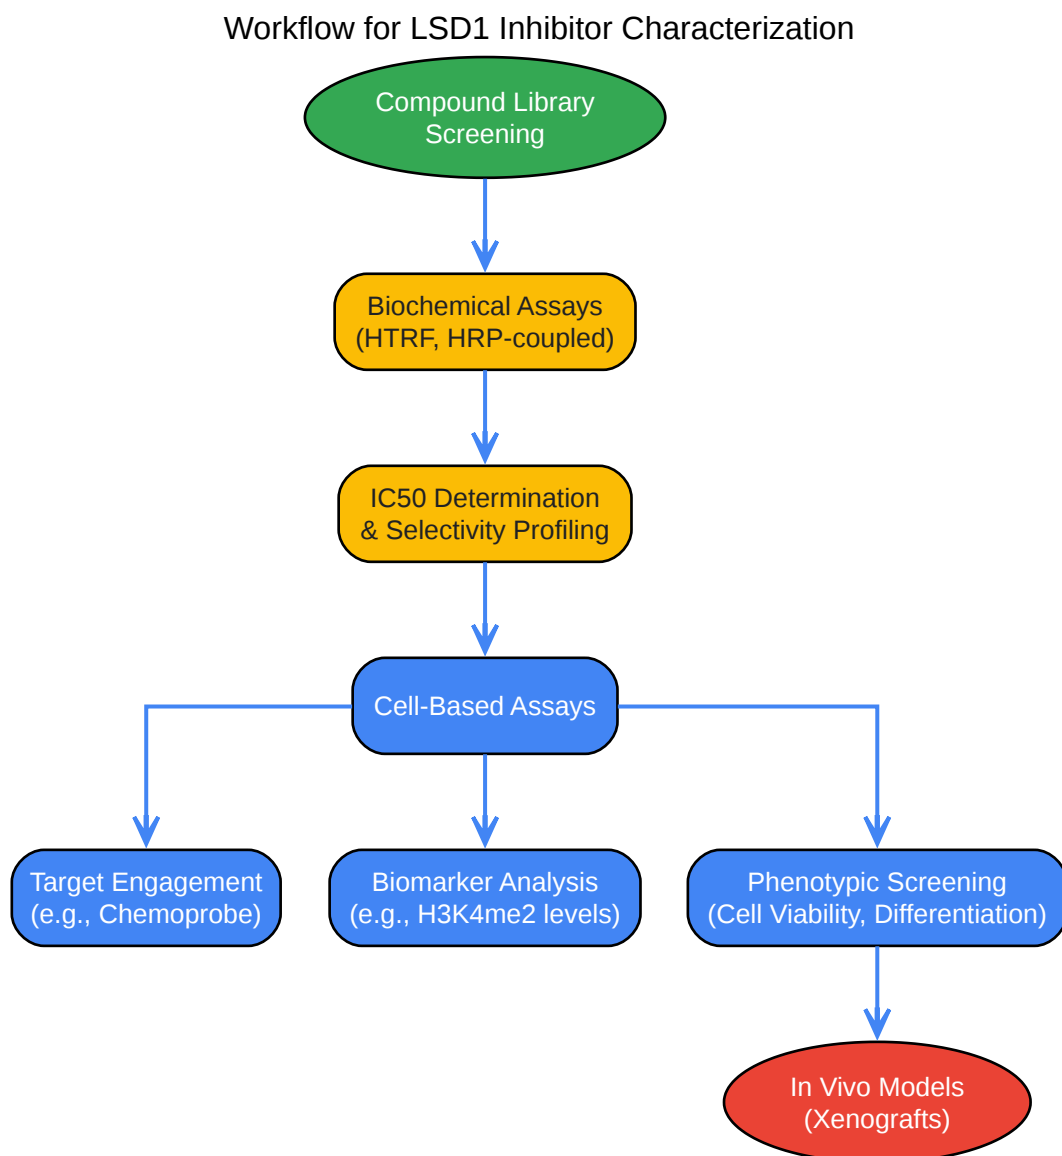 Workflow for LSD1 Inhibitor Characterization
Compound Library
Screening
Biochemical Assays
(HTRF, HRP-coupled)
IC50 Determination
& Selectivity Profiling
Cell-Based Assays
Target Engagement
(e.g., Chemoprobe)
Biomarker Analysis
(e.g., H3K4me2 levels)
Phenotypic Screening
(Cell Viability, Differentiation)
In Vivo Models
(Xenografts)